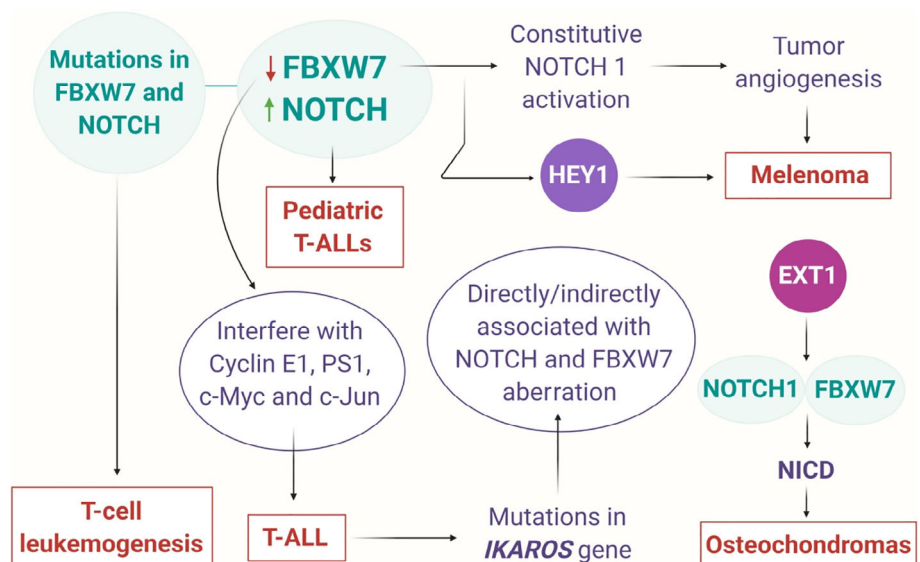 Mutations in
FBXW7 and
NOTCH
↓ FBXW7
↑ NOTCH
Constitutive
NOTCH 1
activation
Tumor
angiogenesis
HEY1
Melenoma
Pediatric
T-ALLs
EXT1
Interfere with
Cyclin E1, PS1,
c-Myc and c-Jun
Directly/indirectly
associated with
NOTCH and FBXW7
aberration
NOTCH1
FBXW7
NICD
T-cell
leukemogenesis
T-ALL
Mutations in
IKAROS gene
Osteochondromas